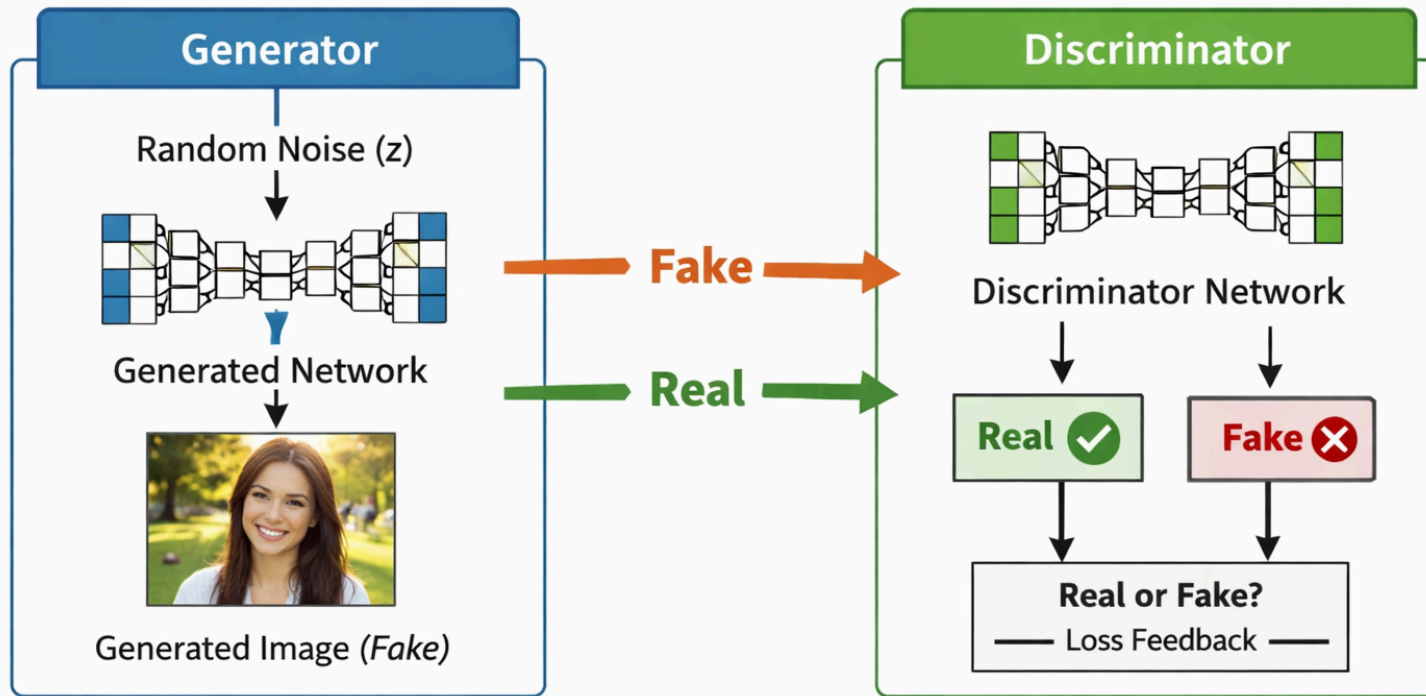 Generator
Random Noise (z)
Generated Network
Generated Image (Fake)
Fake
Real
Discriminator
Discriminator Network
Real
Fake
Real or Fake?
Loss Feedback